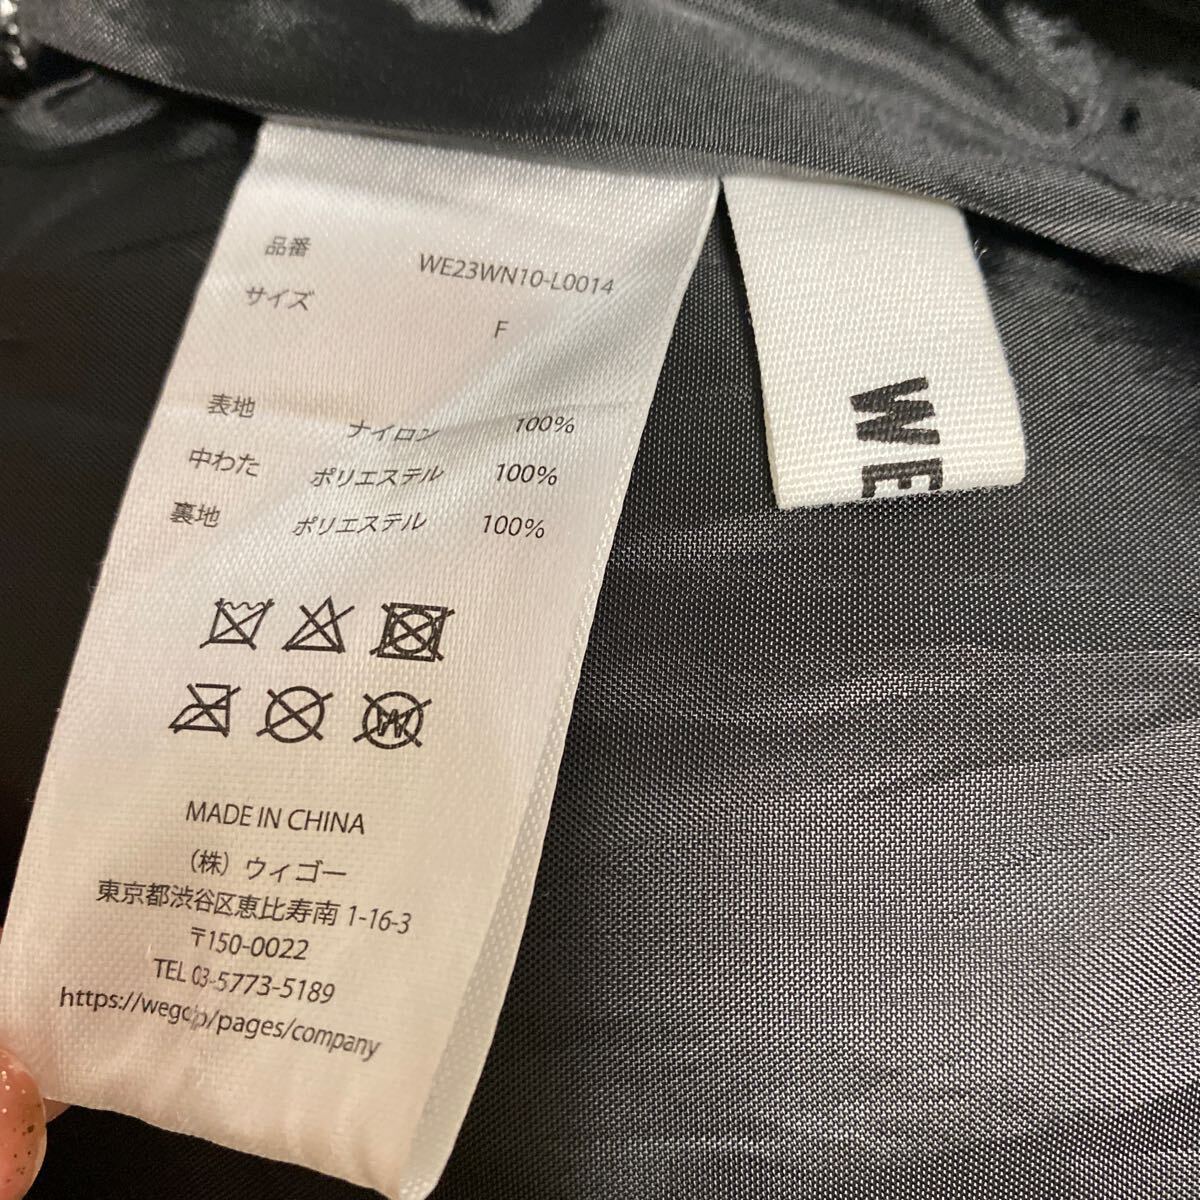 品番 WE23WN10-L0014
サイズ F
表地 ナイロン 100%
中わた ポリエステル 100%
裏地 ポリエステル 100%
MADE IN CHINA
（株）ウィゴー
東京都渋谷区恵比寿南 1-16-3
〒150-0022
TEL 03-5773-5189
/pages/company
WE